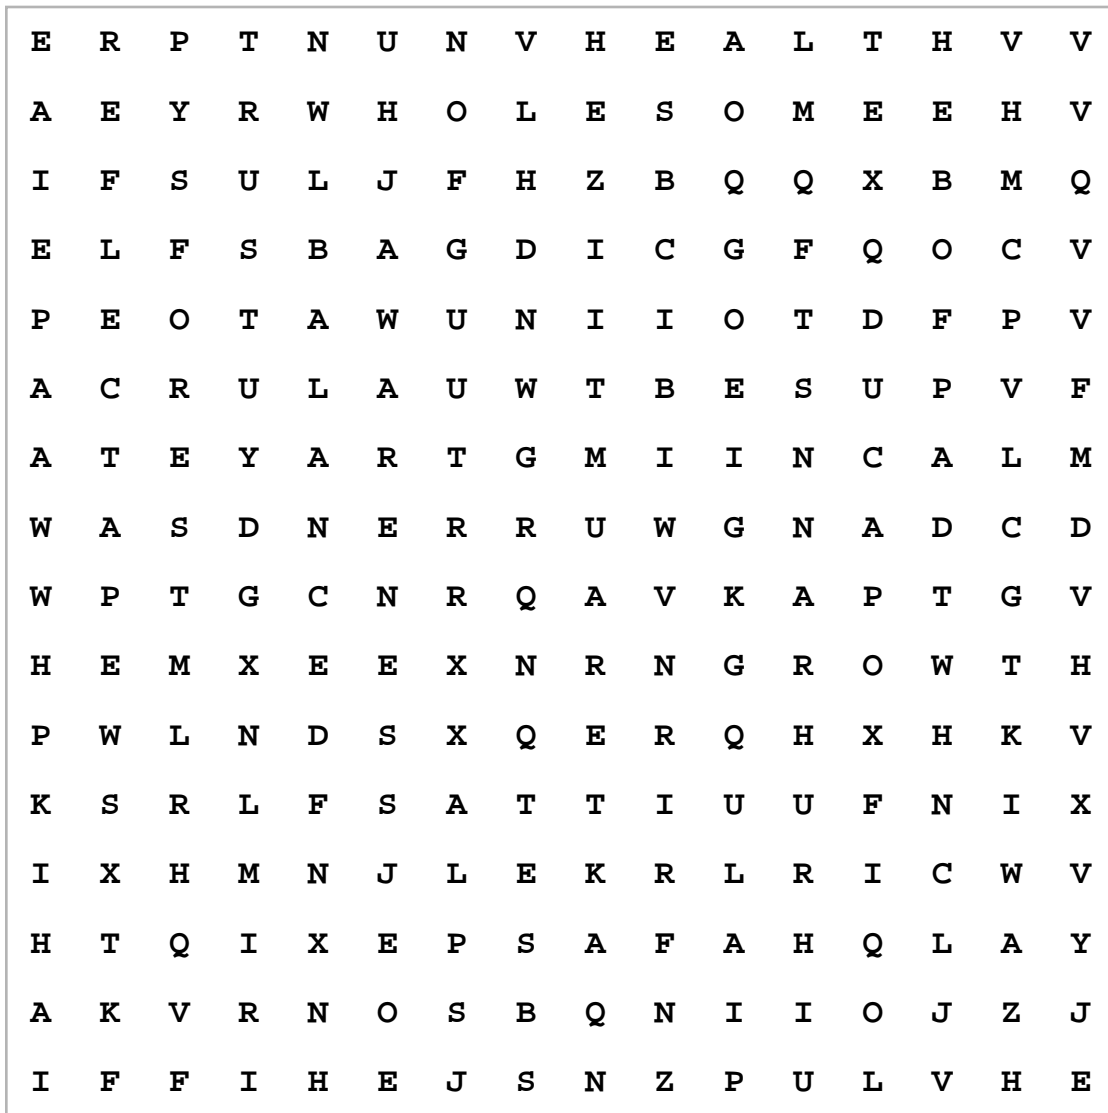 E R P T N U N V H E A L T H V V
A E Y R W H O L E S O M E E H V
I F S U L J F H Z B Q Q X B M Q
E L F S B A G D I C G F Q O C V
P E O T A W U N I I O T D F P V
A C R U L A U W T B E S U P V F
A T E Y A R T G M I I N C A L M
W A S D N E R R U W G N A D C D
W P T G C N R Q A V K A P T G V
H E M X E E X N R N G R O W T H
P W L N D S X Q E R Q H X H K V
K S R L F S A T T I U U F N I X
I X H M N J L E K R L R I C W V
H T Q I X E P S A F A H Q L A Y
A K V R N O S B Q N I I O J Z J
I F F I H E J S N Z P U L V H E